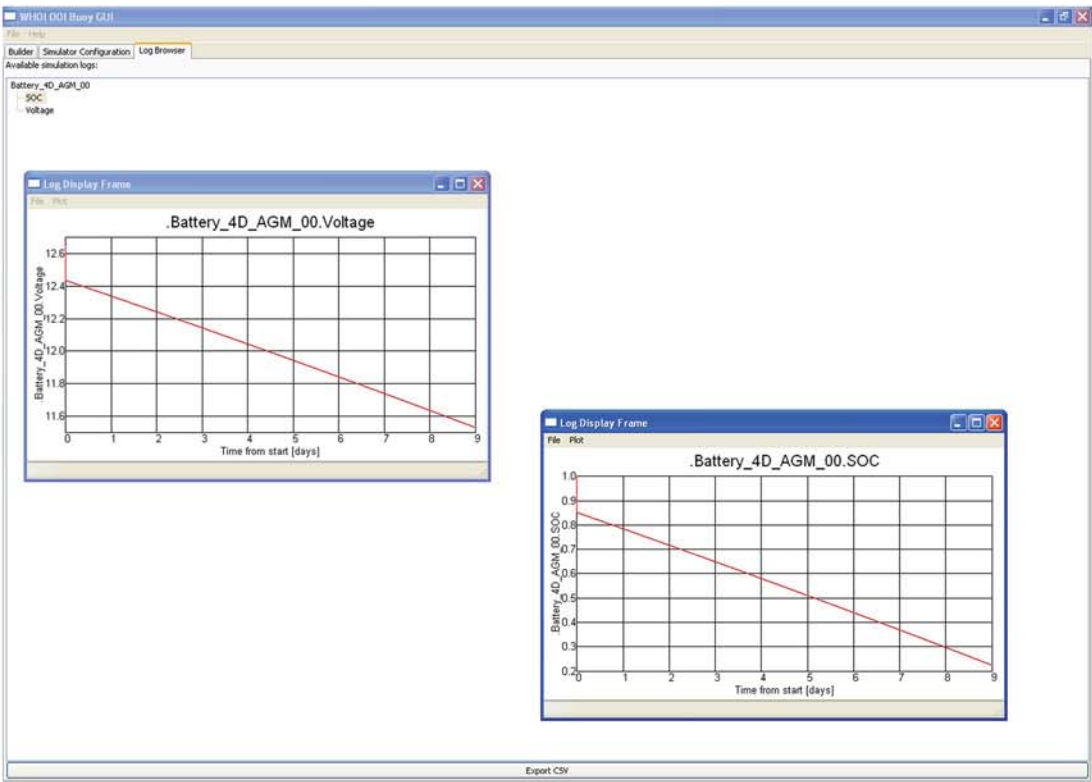 WHOI OOI Buoy GUI
File Help
Builder Simulator Configuration Log Browser
Available simulation logs:
Battery_4D_AGM_00
SOC
Voltage
Log Display Frame
File Plot
.Battery_4D_AGM_00.Voltage
.Battery_4D_AGM_00.Voltage
12.6
12.4
12.2
12.0
11.8
11.6
0 1 2 3 4 5 6 7 8 9
Time from start [days]
Log Display Frame
File Plot
.Battery_4D_AGM_00.SOC
.Battery_4D_AGM_00.SOC
1.0
0.9
0.8
0.7
0.6
0.5
0.4
0.3
0.2
0 1 2 3 4 5 6 7 8 9
Time from start [days]
Export CSV